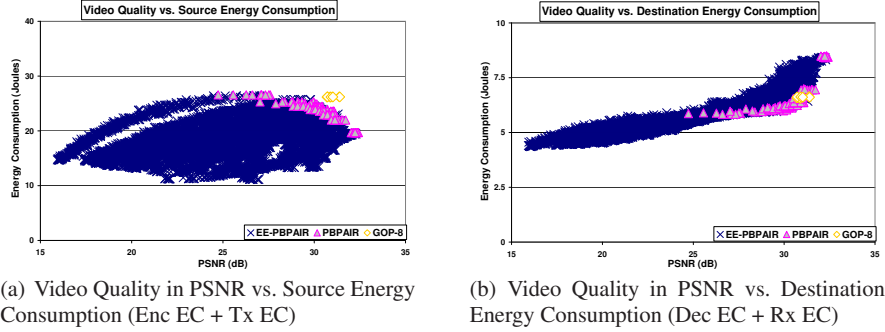 Video Quality vs. Source Energy Consumption
40
30
20
10
0
Energy Consumption (Joules)
15 20 25 30 35
PSNR (dB)
EE-PBPAIR PBPAIR GOP-8
(a) Video Quality in PSNR vs. Source Energy
Consumption (Enc EC + Tx EC)
Video Quality vs. Destination Energy Consumption
10
7.5
5
2.5
0
Energy Consumption (Joules)
15 20 25 30 35
PSNR (dB)
EE-PBPAIR PBPAIR GOP-8
(b) Video Quality in PSNR vs. Destination
Energy Consumption (Dec EC + Rx EC)